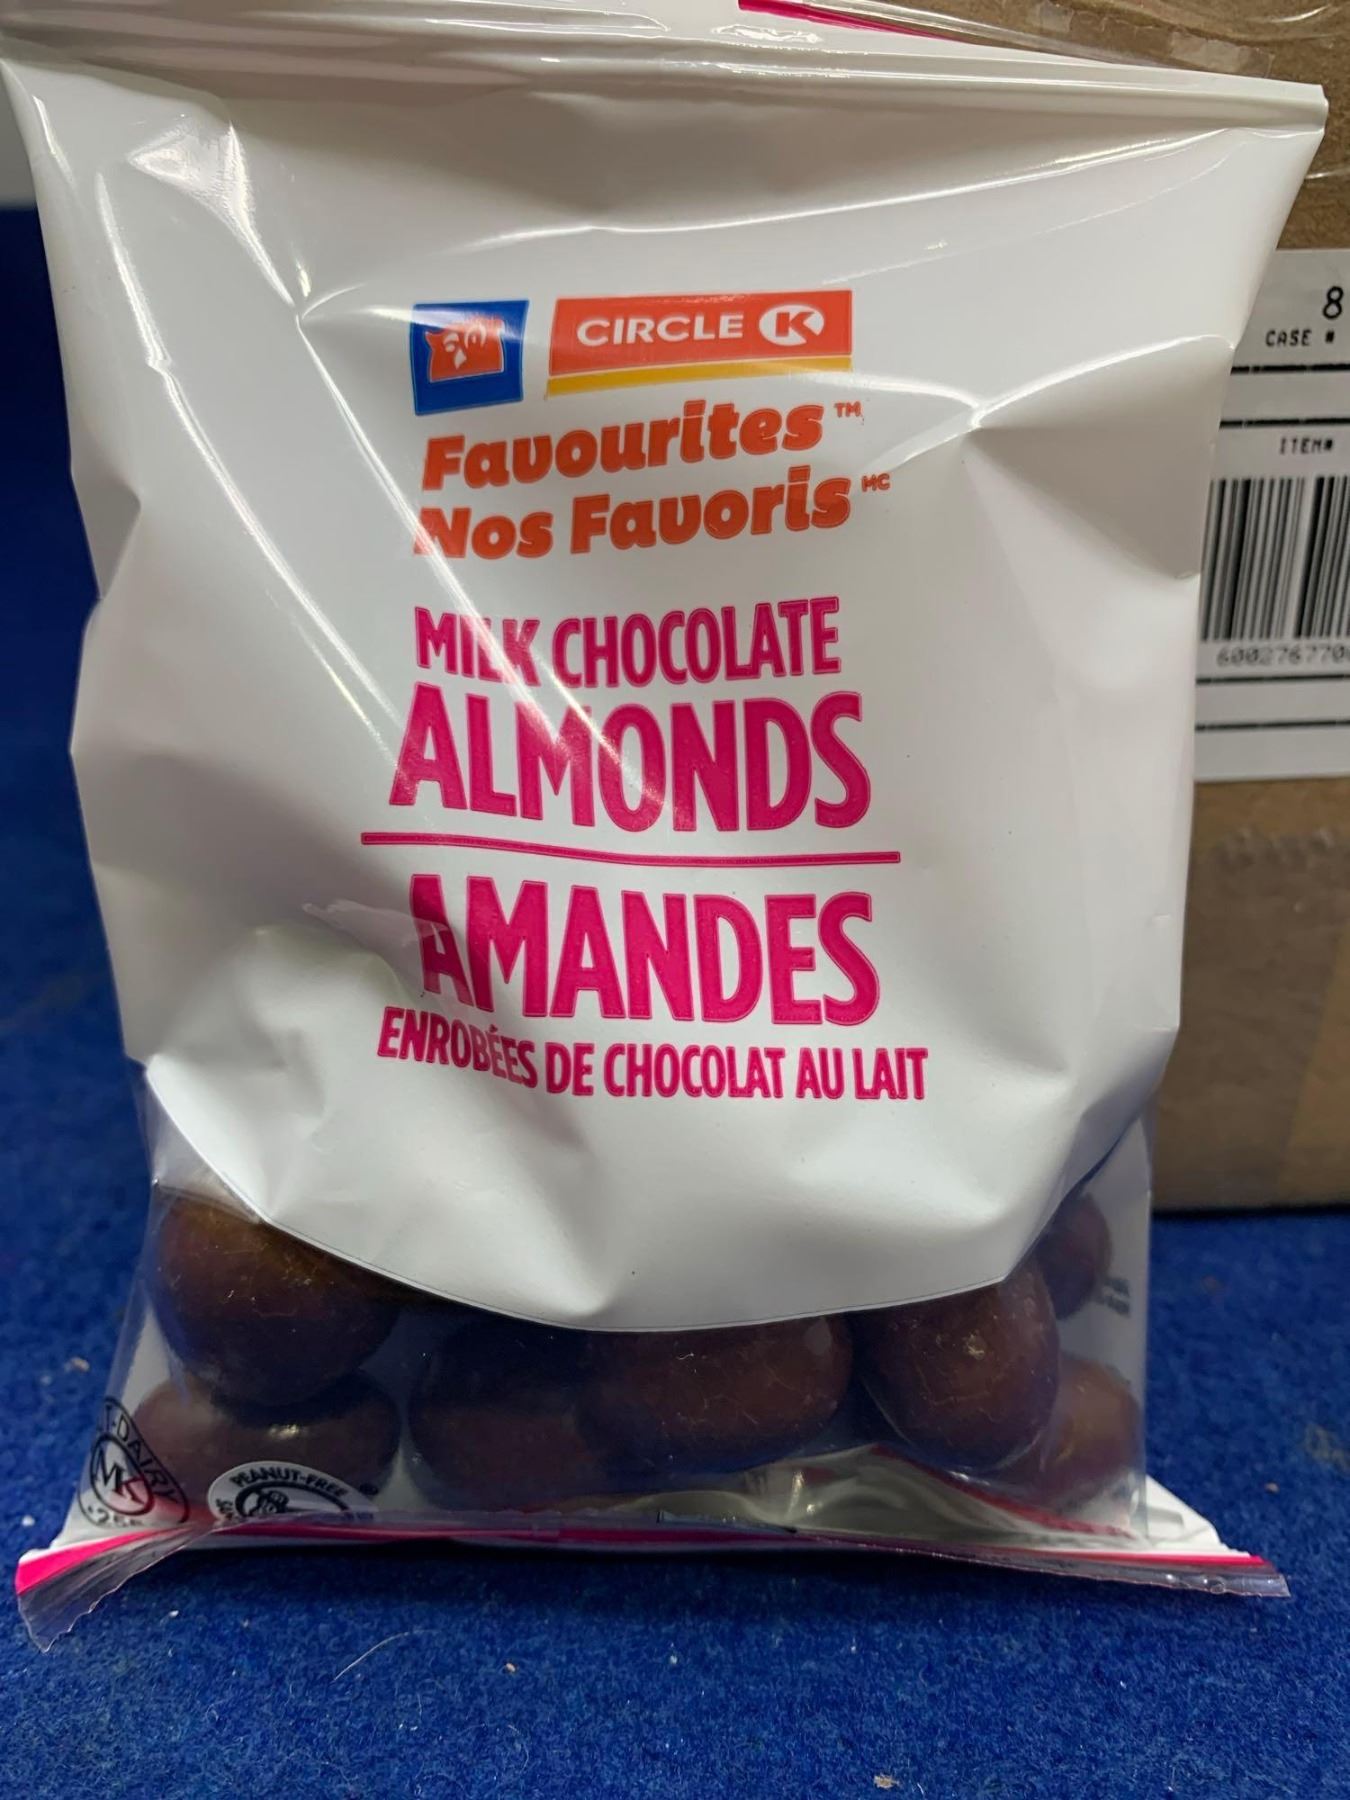 CIRCLE K
Favourites™
Nos Favoris MC
MILK CHOCOLATE
ALMONDS
AMANDES
ENROBÉES DE CHOCOLAT AU LAIT
8
CASE #
ITEM#
MK
PEANUT-FREE